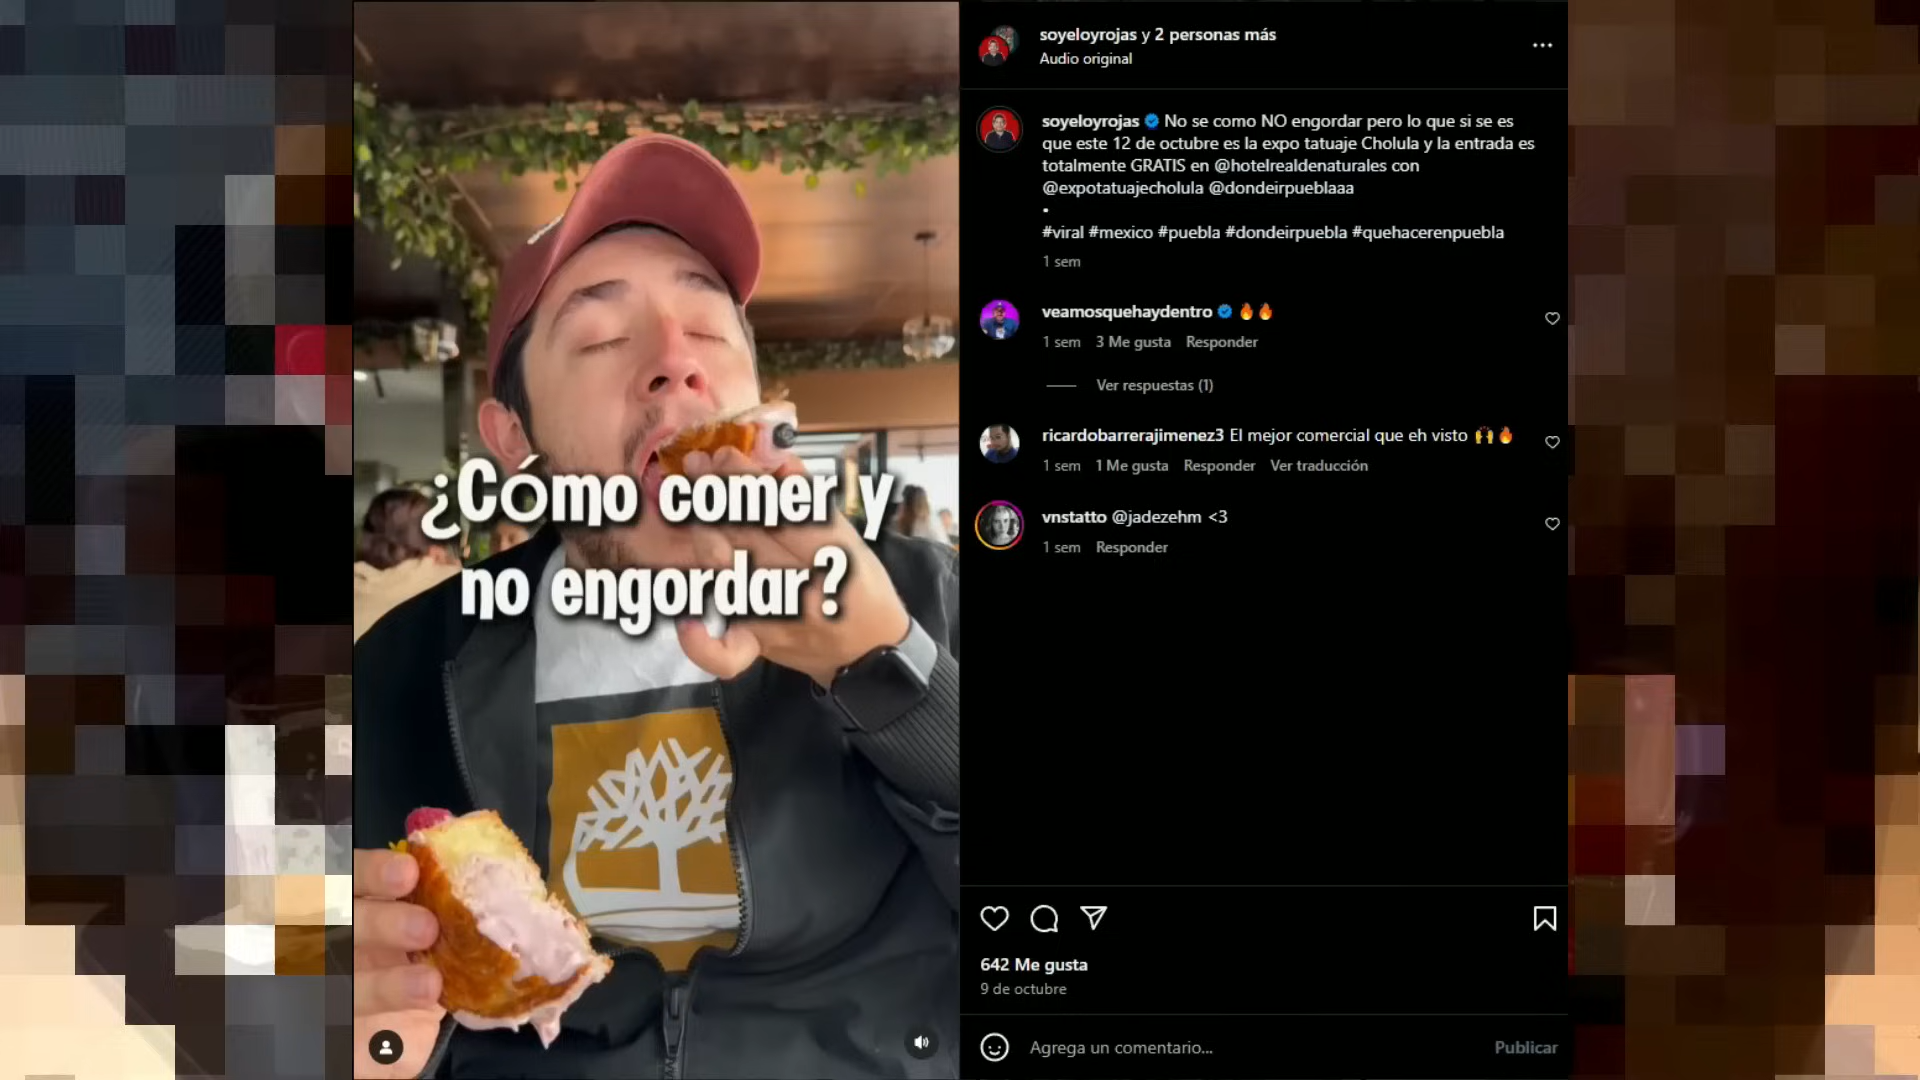 ¿Cómo comer y
no engordar?
soyeloyrojas y 2 personas más
Audio original
soyeloyrojas No se como NO engordar pero lo que si se es
que este 12 de octubre es la expo tatuaje Cholula y la entrada es
totalmente GRATIS en @hotelrealdenaturales con
@expotatuajecholula @dondeirpueblaaa
•
#viral #mexico #puebla #dondeirpuebla #quehacerenpuebla
1 sem
veamosquehaydentro 🔥🔥
1 sem 3 Me gusta Responder
Ver respuestas (1)
ricardobarrerajimenez3 El mejor comercial que eh visto 🙌🔥
1 sem 1 Me gusta Responder Ver traducción
vnstatto @jadezehm <3
1 sem Responder
642 Me gusta
9 de octubre
Agrega un comentario... Publicar